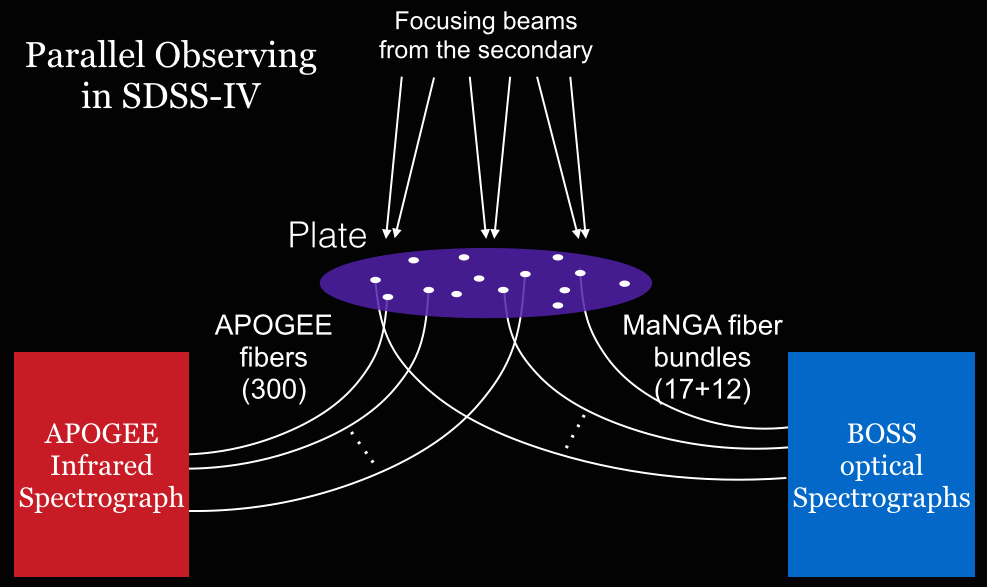 Parallel Observing
in SDSS-IV
Focusing beams
from the secondary
Plate
APOGEE
fibers
(300)
MaNGA fiber
bundles
(17+12)
APOGEE
Infrared
Spectrograph
BOSS
optical
Spectrographs